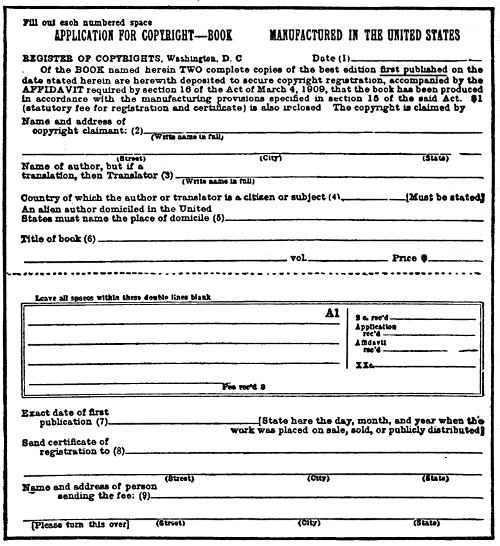 Fill out each numbered space
APPLICATION FOR COPYRIGHT—BOOK MANUFACTURED IN THE UNITED STATES
REGISTER OF COPYRIGHTS, Washington, D. C Date (1)
Of the BOOK named herein TWO complete copies of the best edition first published on the
date stated herein are herewith deposited to secure copyright registration, accompanied by the
AFFIDAVIT required by section 16 of the Act of March 4, 1909, that the book has been produced
in accordance with the manufacturing provisions specified in section 15 of the said Act. $1
(statutory fee for registration and certificate) is also inclosed The copyright is claimed by
Name and address of
copyright claimant: (2)
(Write name in full)
(Street) (City) (State)
Name of author, but if a
translation, then Translator (3)
(Write name in full)
Country of which the author or translator is a citizen or subject (4) [Must be stated]
An alien author domiciled in the United
States must name the place of domicile (5)
Title of book (6)
vol. Price $
Leave all spaces within these double lines blank
A1
2 c. rec'd
Application
rec'd
Affidavit
rec'd
XXc.
Fee rec'd $
Exact date of first
publication (7) [State here the day, month, and year when the
work was placed on sale, sold, or publicly distributed]
Send certificate of
registration to (8)
(Street) (City) (State)
Name and address of person
sending the fee: (9)
[Please turn this over] (Street) (City) (State)